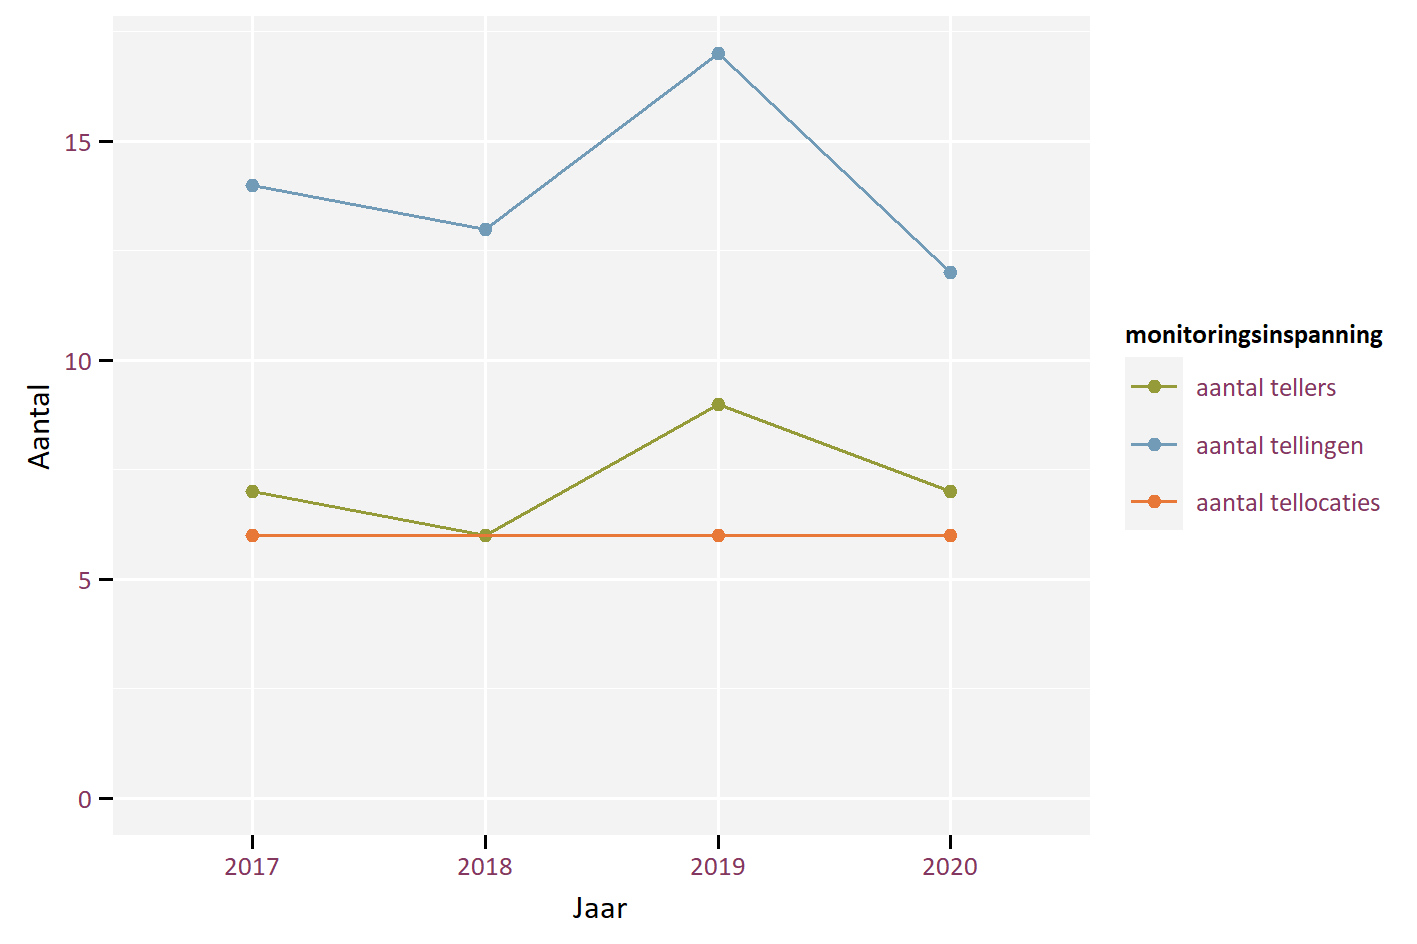 15
10
5
0
Aantal
2017 2018 2019 2020
Jaar
monitoringsinspanning
aantal tellers
aantal tellingen
aantal tellocaties